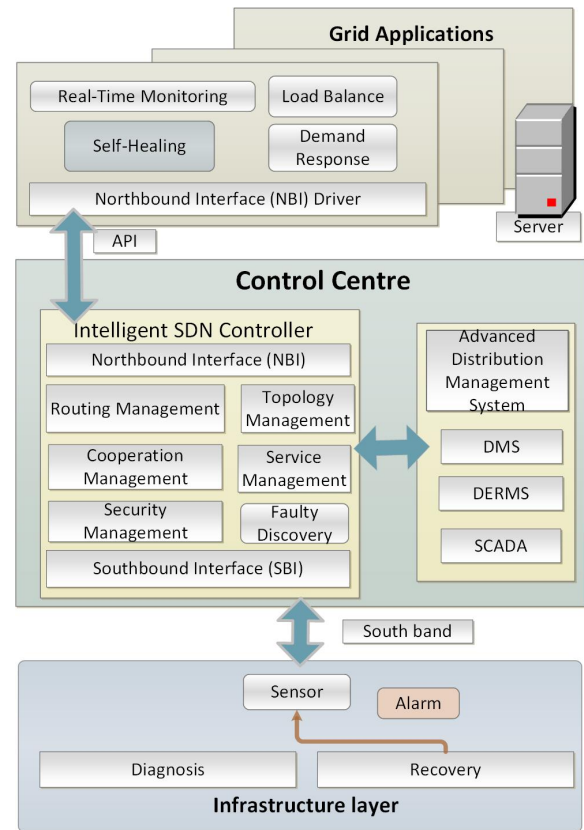 Grid Applications
Real-Time Monitoring
Load Balance
Self-Healing
Demand
Response
Northbound Interface (NBI) Driver
Server
API
Control Centre
Intelligent SDN Controller
Northbound Interface (NBI)
Routing Management
Topology
Management
Cooperation
Management
Service
Management
Security
Management
Faulty
Discovery
Southbound Interface (SBI)
Advanced
Distribution
Management
System
DMS
DERMS
SCADA
South band
Sensor
Alarm
Diagnosis
Recovery
Infrastructure layer